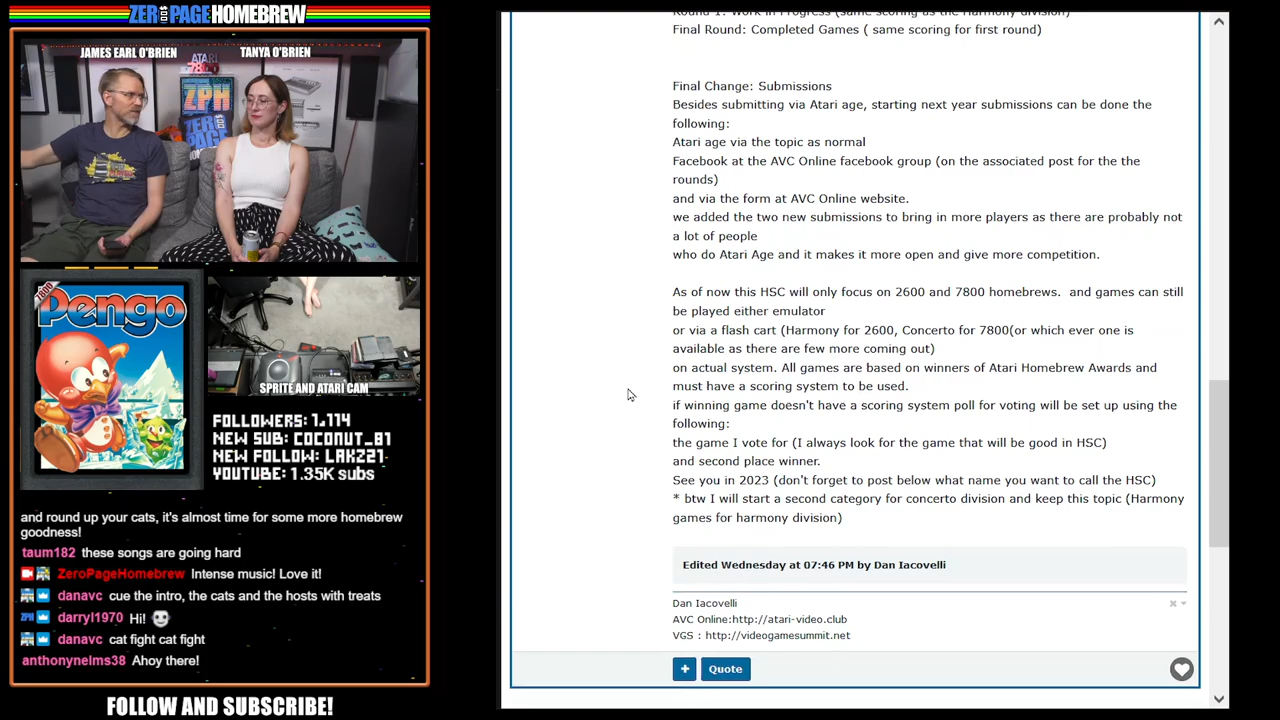 ZERO PAGE HOMEBREW
JAMES EARL O'BRIEN
TANYA O'BRIEN
ATARI
ZPH
ZERO
PAGE
7800
Pengo
SPRITE AND ATARI CAM
FOLLOWERS: 1,114
NEW SUB: COCONUT_81
NEW FOLLOW: LAKZ21
YOUTUBE: 1.35K subs
and round up your cats, it's almost time for some more homebrew
goodness!
taum182 these songs are going hard
ZeroPageHomebrew Intense music! Love it!
danavc cue the intro, the cats and the hosts with treats
darryl1970 Hi!
danavc cat fight cat fight
anthonynelms38 Ahoy there!
FOLLOW AND SUBSCRIBE!
Round 1: Work in Progress (same scoring as the Harmony division)
Final Round: Completed Games ( same scoring for first round)
Final Change: Submissions
Besides submitting via Atari age, starting next year submissions can be done the
following:
Atari age via the topic as normal
Facebook at the AVC Online facebook group (on the associated post for the the
rounds)
and via the form at AVC Online website.
we added the two new submissions to bring in more players as there are probably not
a lot of people
who do Atari Age and it makes it more open and give more competition.
As of now this HSC will only focus on 2600 and 7800 homebrews.  and games can still
be played either emulator
or via a flash cart (Harmony for 2600, Concerto for 7800(or which ever one is
available as there are few more coming out)
on actual system. All games are based on winners of Atari Homebrew Awards and
must have a scoring system to be used.
if winning game doesn't have a scoring system poll for voting will be set up using the
following:
the game I vote for (I always look for the game that will be good in HSC)
and second place winner.
See you in 2023 (don't forget to post below what name you want to call the HSC)
* btw I will start a second category for concerto division and keep this topic (Harmony
games for harmony division)
Edited Wednesday at 07:46 PM by Dan Iacovelli
Dan Iacovelli
AVC Online:http://atari-video.club
VGS : http://videogamesummit.net
+ Quote